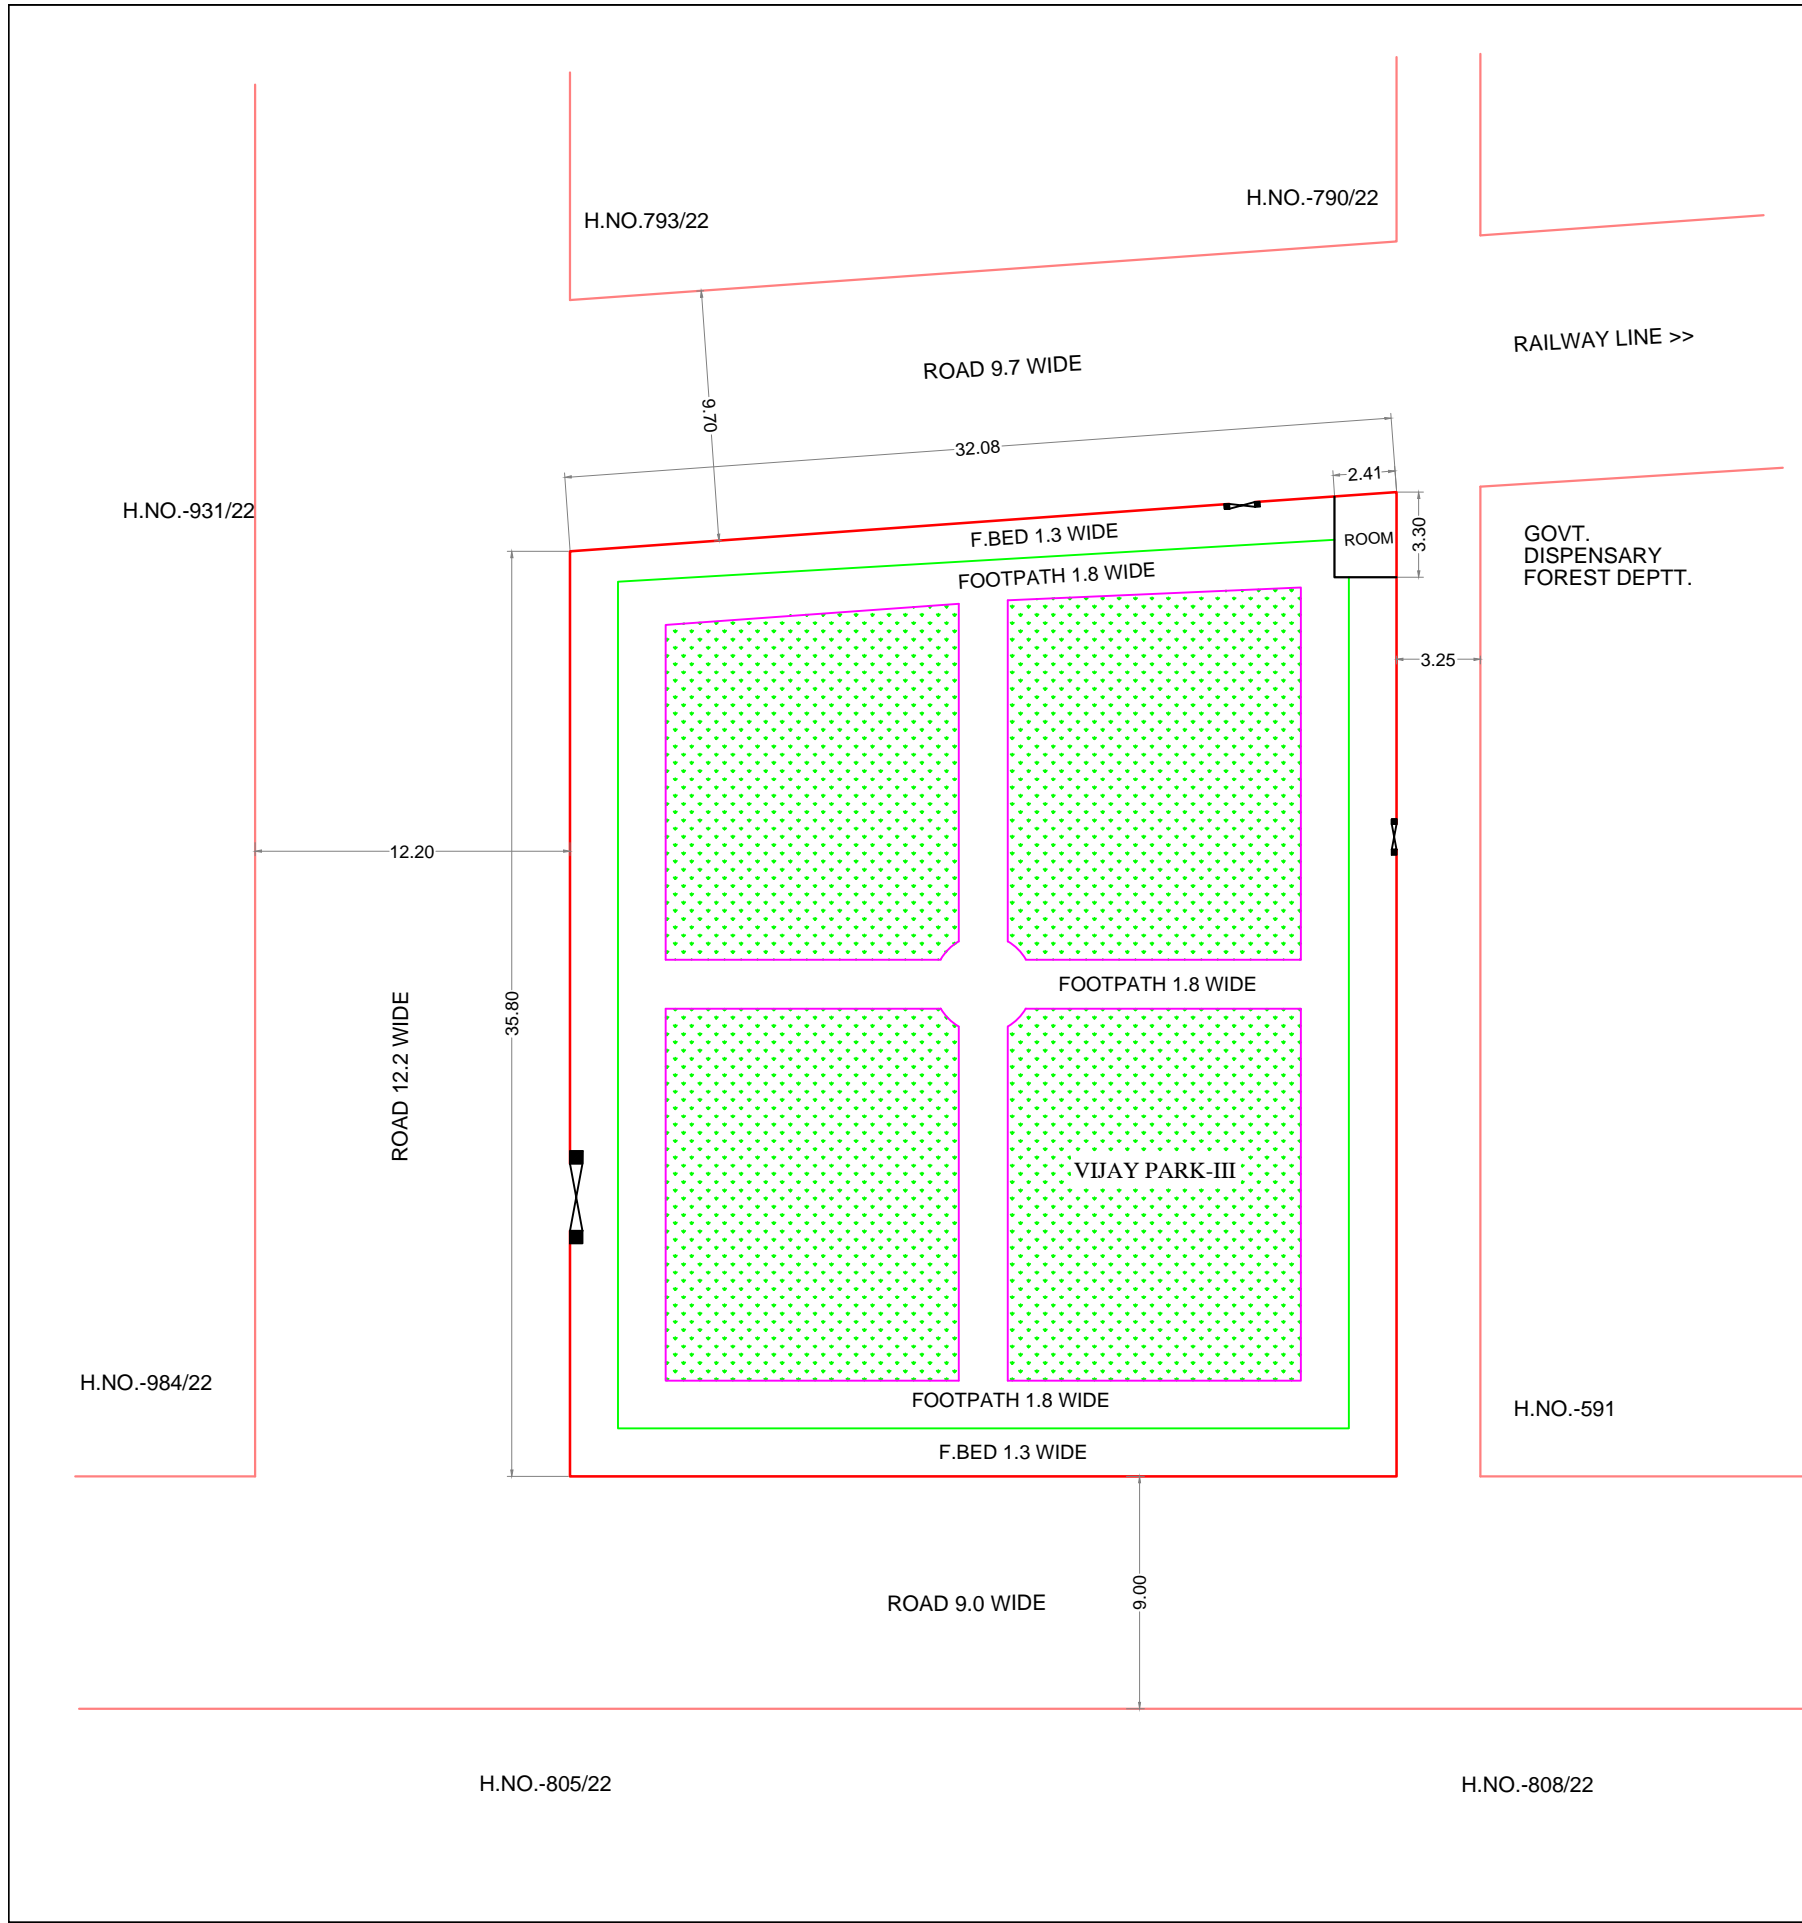 H.NO.-790/22
H.NO.793/22
RAILWAY LINE >>
ROAD 9.7 WIDE
9.70
32.08
2.41
H.NO.-931/22
F.BED 1.3 WIDE
ROOM
3.30
GOVT.
DISPENSARY
FOREST DEPTT.
FOOTPATH 1.8 WIDE
3.25
12.20
FOOTPATH 1.8 WIDE
35.80
ROAD 12.2 WIDE
VIJAY PARK-III
H.NO.-984/22
FOOTPATH 1.8 WIDE
H.NO.-591
F.BED 1.3 WIDE
ROAD 9.0 WIDE
9.00
H.NO.-805/22
H.NO.-808/22